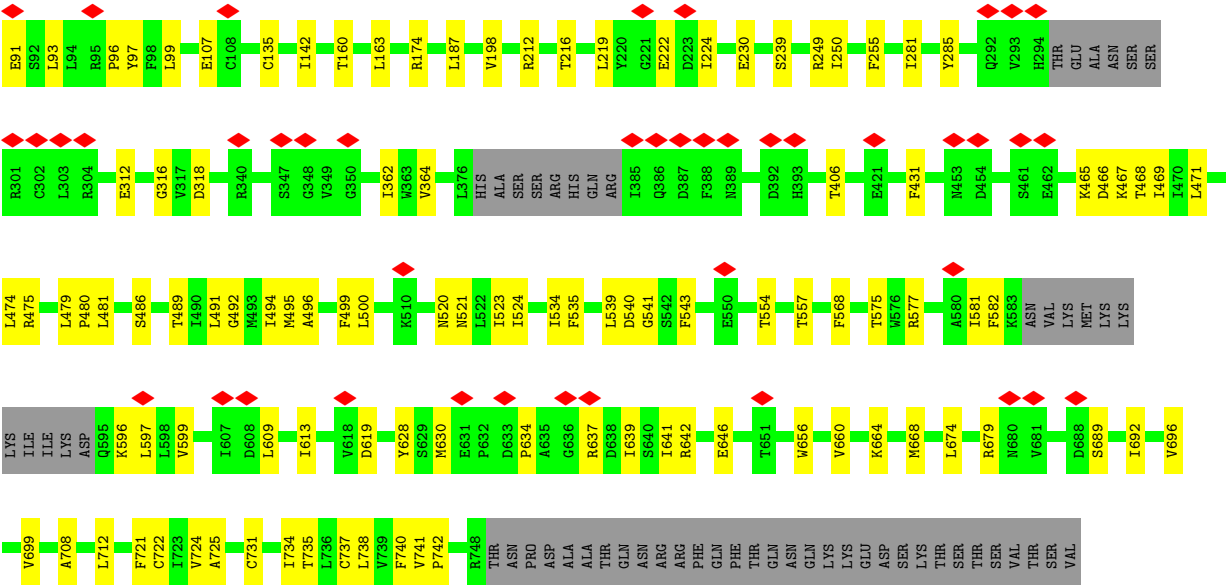 E91 S92 L93 L94 R95 P96 Y97 F98 L99 E107 C108 C135 I142 T160 L163 R174 L187 V198 R212 T216 L219 Y220 G221 E222 D223 I224 E230 S239 R249 I250 F255 I281 Y285 Q292 V293 H294 THR GLU ALA ASN SER SER
R301 C302 L303 R304 E312 G316 V317 D318 R340 S347 G348 V349 G350 I362 W363 V364 L376 HIS ALA SER SER ARG HIS GLN ARG I385 Q386 D387 F388 N389 D392 H393 T406 E421 F431 N453 D454 S461 E462 K465 D466 K467 T468 I469 I470 L471
L474 R475 L479 P480 L481 S486 T489 I490 L491 G492 M493 I494 M495 A496 F499 L500 K510 N520 N521 L522 I523 I524 I534 F535 L539 D540 G541 S542 F543 E550 T554 T557 F568 T575 W576 R577 A580 I581 F582 K583 ASN VAL LYS MET LYS LYS
LYS ILE ILE LYS ASP Q595 K596 L597 L598 V599 I607 D608 L609 I613 V618 D619 Y628 S629 M630 E631 P632 D633 P634 A635 G636 R637 D638 I639 S640 I641 R642 E646 T651 W656 V660 K664 M668 L674 R679 N680 V681 D688 S689 I692 V696
V699 A708 L712 F721 C722 I723 V724 A725 C731 I734 T735 L736 C737 L738 V739 F740 V741 P742 R748 THR ASN PRO ASP ALA ALA THR GLN ASN ARG ARG PHE GLN PHE THR GLN ASN GLN LYS LYS GLU ASP SER LYS THR SER THR SER VAL THR SER VAL